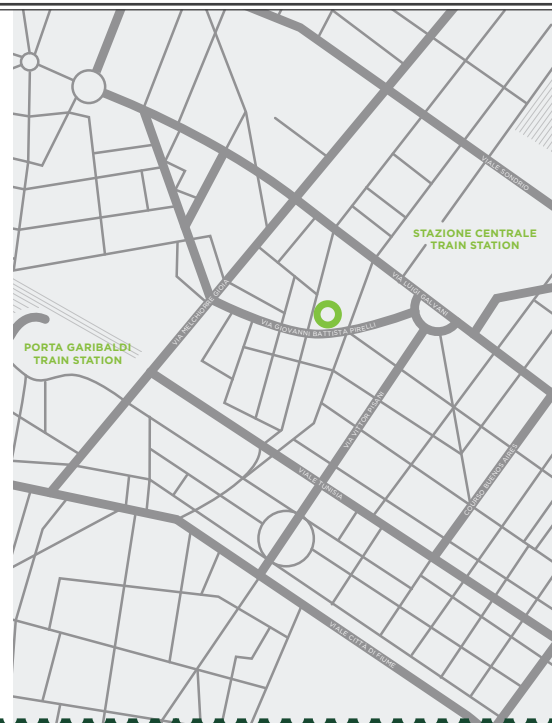 VIALE SONDRIO
STAZIONE CENTRALE
TRAIN STATION
VIA LUIGI GALVANI
VIA MELCHIORRE GIOIA
VIA GIOVANNI BATTISTA PIRELLI
PORTA GARIBALDI
TRAIN STATION
VIA VITTOR PISANI
COURSO BUENOS AIRES
VIALE TUNISIA
VIALE CITTÀ DI FIUME